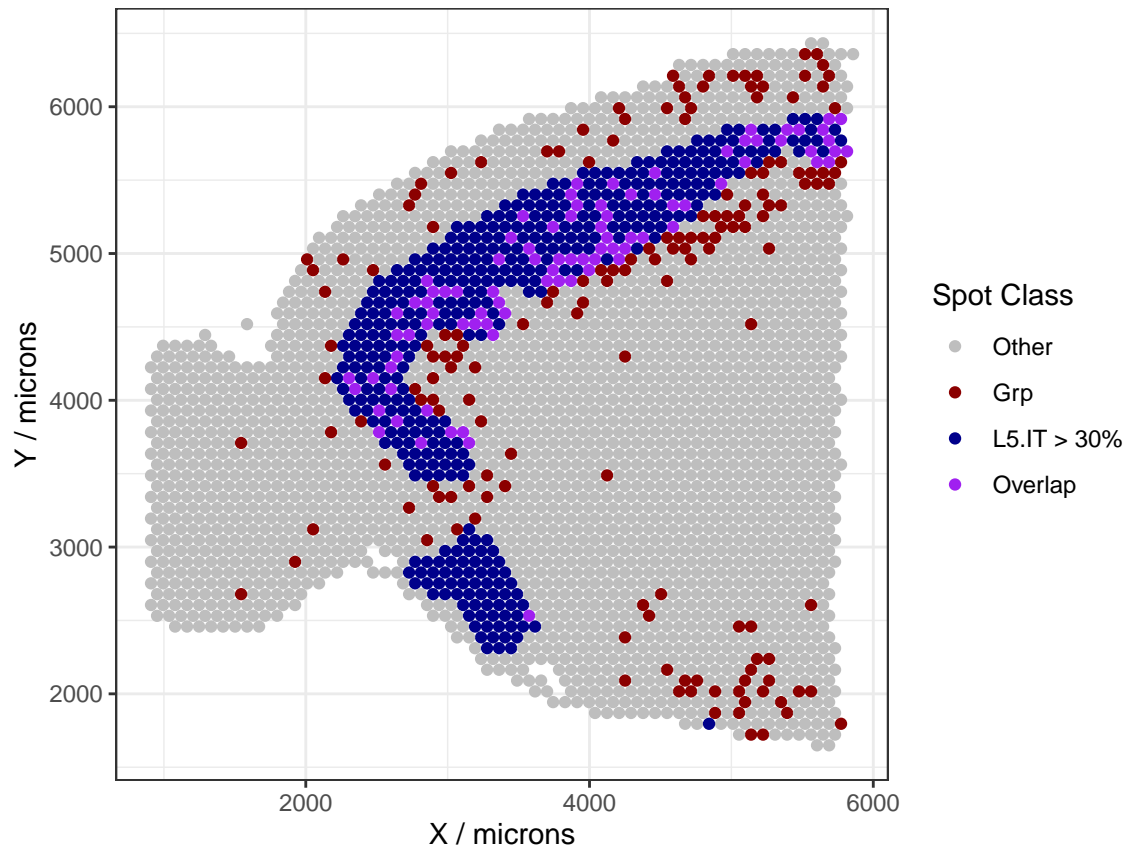 6000
5000
4000
3000
2000
Y / microns
2000 4000 6000
X / microns
Spot Class
Other
Grp
L5.IT > 30%
Overlap